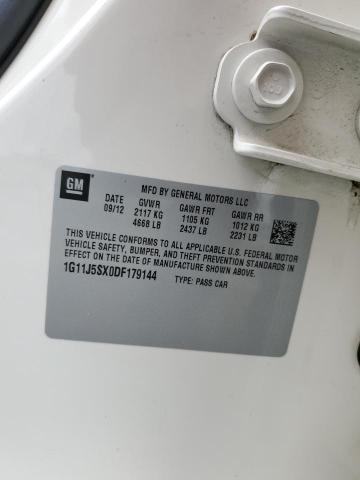 GM
MFD BY GENERAL MOTORS LLC
DATE GVWR GAWR FRT GAWR RR
09/12 2117 KG 1105 KG 1012 KG
4668 LB 2437 LB 2231 LB
THIS VEHICLE CONFORMS TO ALL APPLICABLE U.S. FEDERAL MOTOR
VEHICLE SAFETY, BUMPER, AND THEFT PREVENTION STANDARDS IN
EFFECT ON THE DATE OF MANUFACTURE SHOWN ABOVE.
1G11J5SX0DF179144 TYPE: PASS CAR